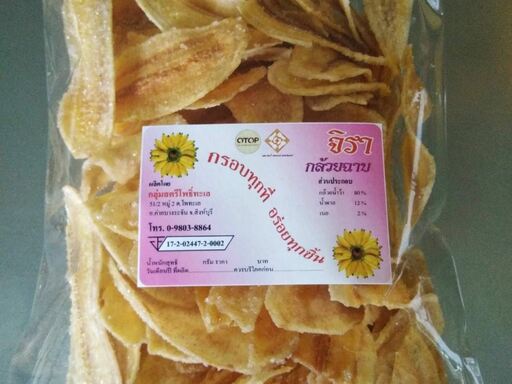 OTOP
จิรา
กล้วยฉาบ
กรอบทุกที่ อร่อยทุกชิ้น
ส่วนประกอบ
กล้วยน้ำว้า 80 %
น้ำตาล 12 %
เนย 2 %
ผลิตโดย
กลุ่มสตรีโพธิ์ทะเล
51/2 หมู่ 2 ต.โพทะเล
อ.ค่ายบางระจัน จ.สิงห์บุรี
โทร. 0-9803-8864
17-2-02447-2-0002
น้ำหนักสุทธิ กรัม ราคา บาท
วันเดือนปี ที่ผลิต ควรบริโภคก่อน